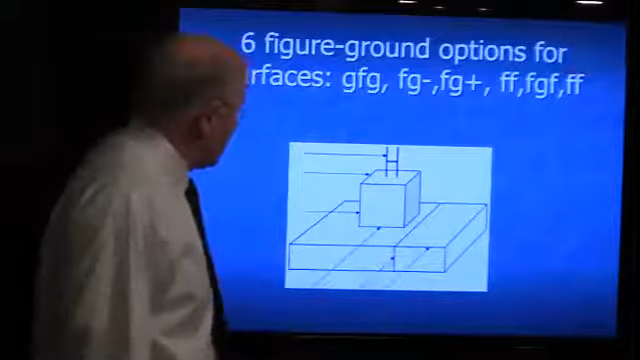 6 figure-ground options for
rfaces: gfg, fg-,fg+, ff,fgf,ff